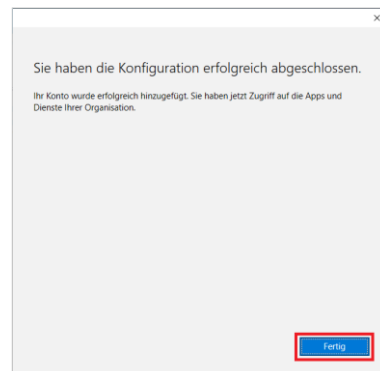 Sie haben die Konfiguration erfolgreich abgeschlossen.
Ihr Konto wurde erfolgreich hinzugefügt. Sie haben jetzt Zugriff auf die Apps und
Dienste Ihrer Organisation.
Fertig